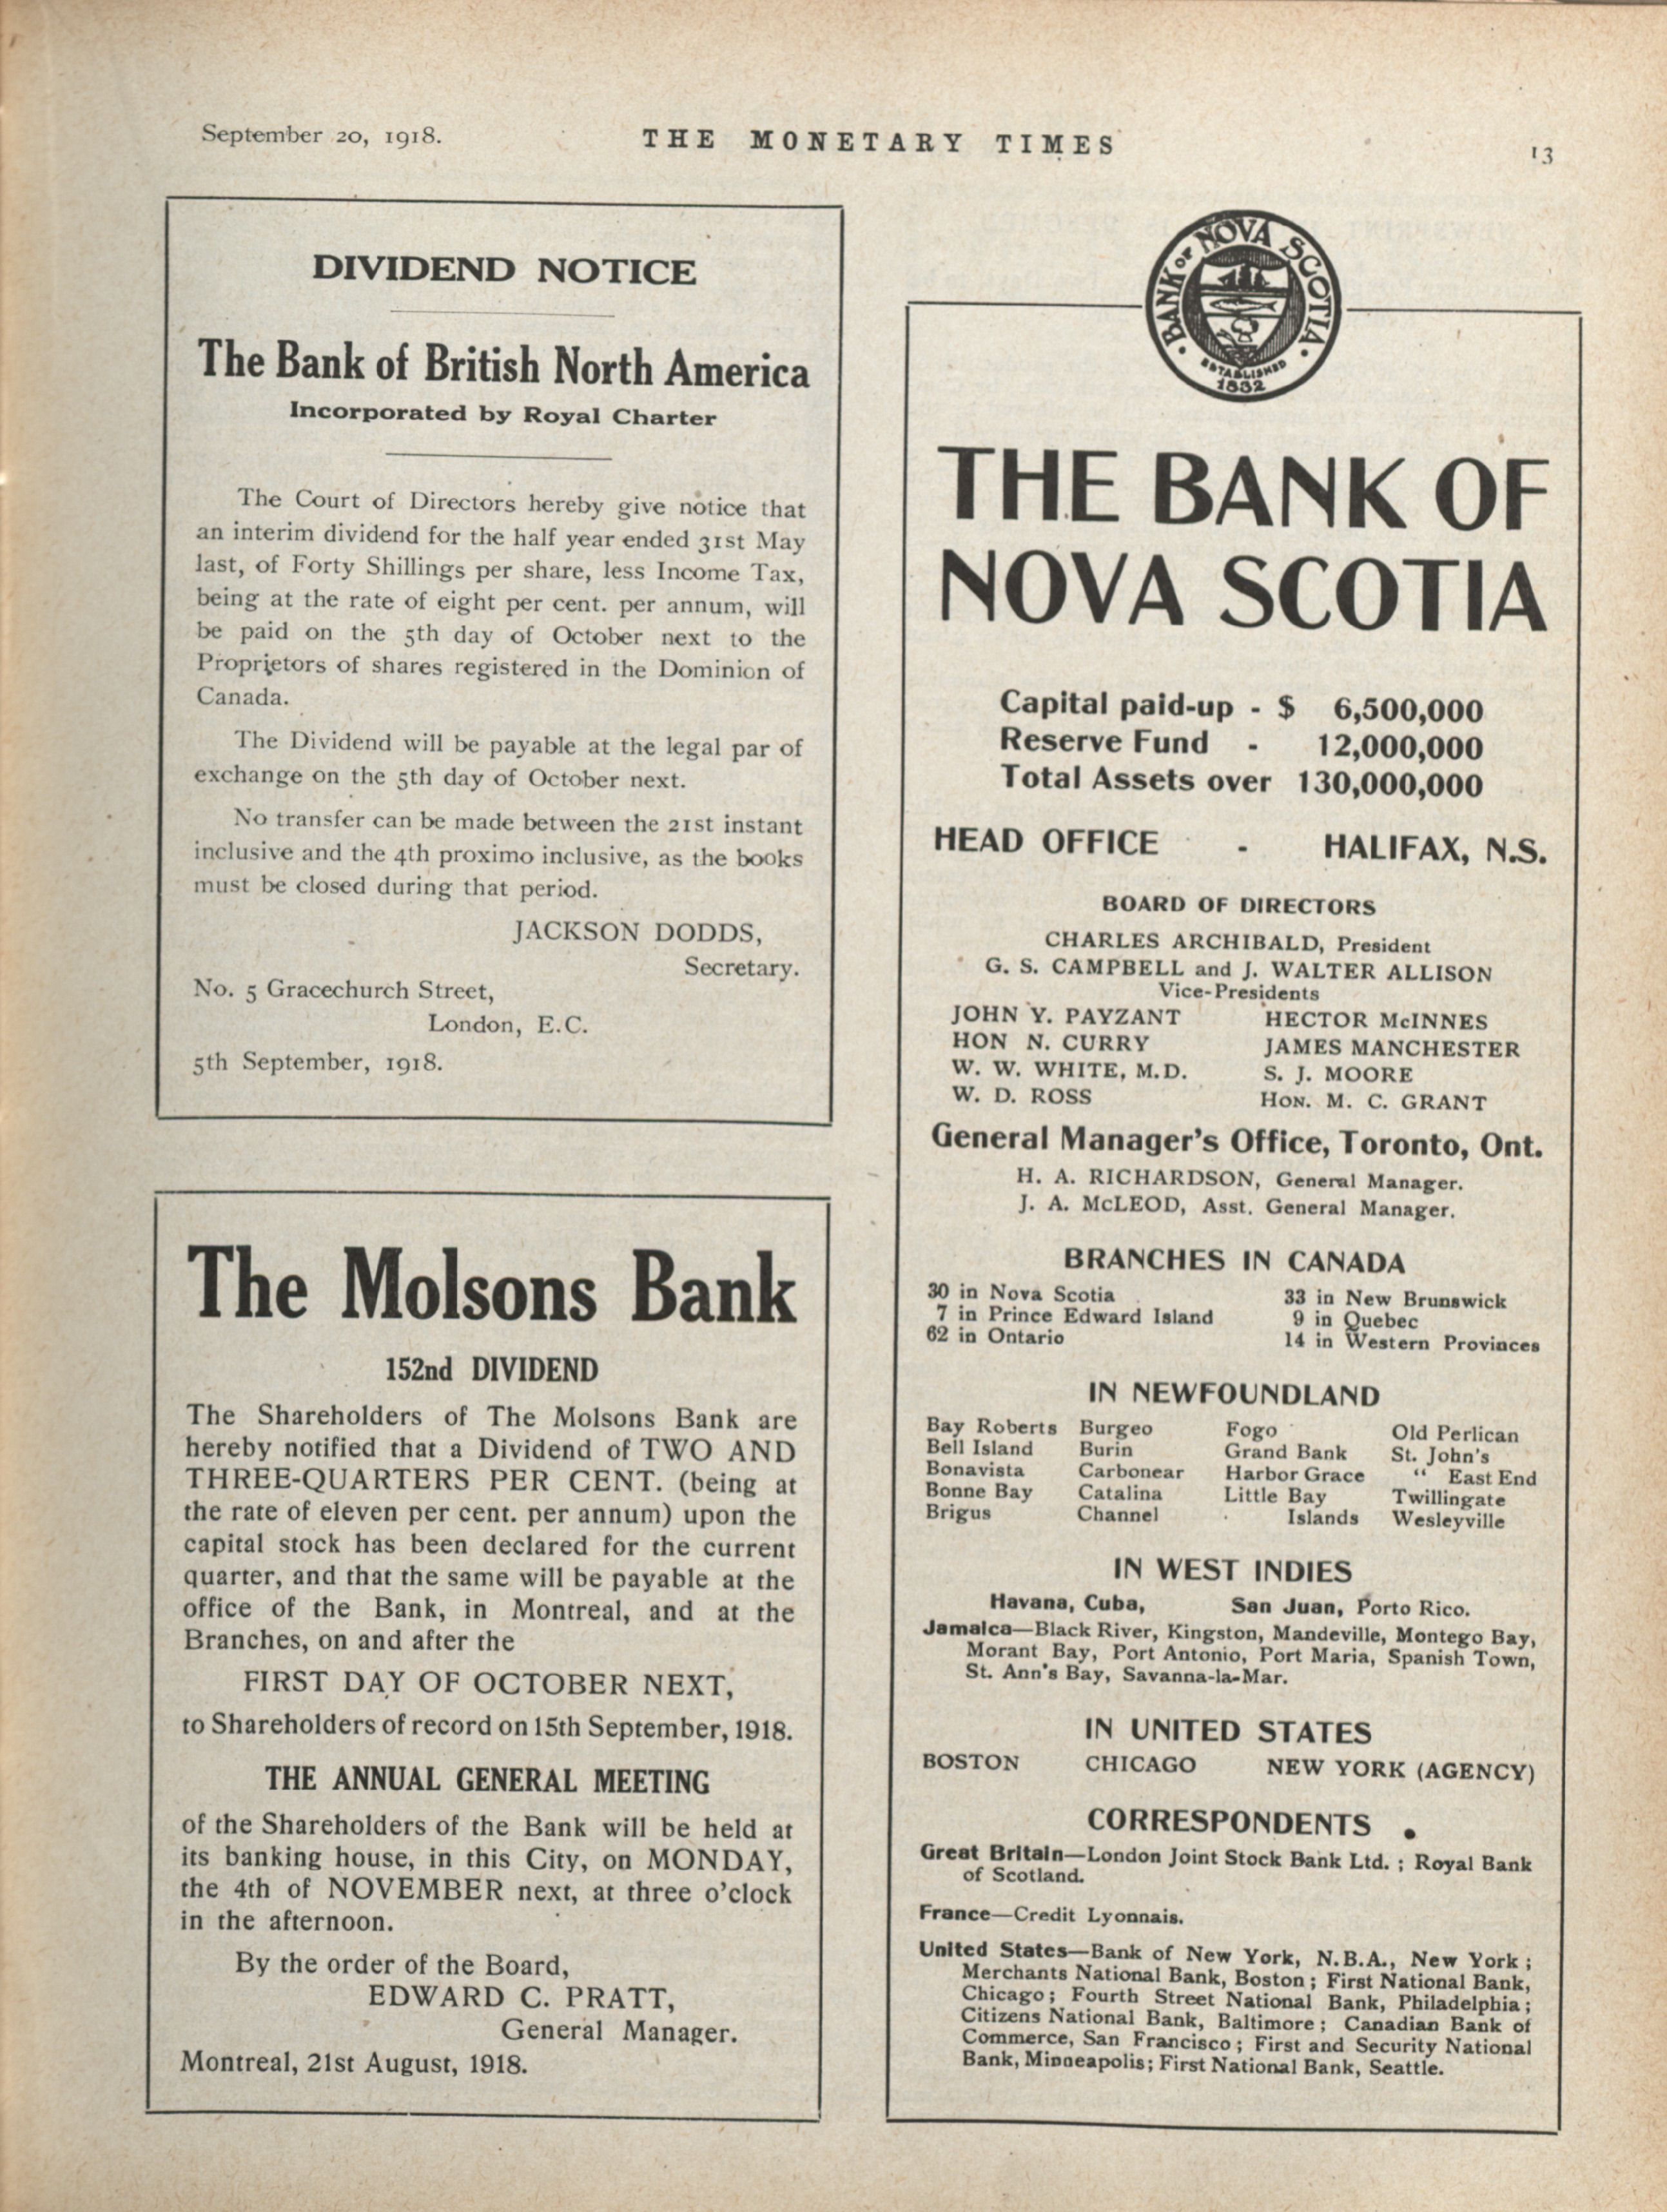 September 20, 1918.
THE MONETARY TIMES
13
DIVIDEND NOTICE
The Bank of British North America
Incorporated by Royal Charter
The Court of Directors hereby give notice that
an interim dividend for the half year ended 31st May
last, of Forty Shillings per share, less Income Tax,
being at the rate of eight per cent. per annum, will
be paid on the 5th day of October next to the
Proprietors of shares registered in the Dominion of
Canada.
The Dividend will be payable at the legal par of
exchange on the 5th day of October next.
No transfer can be made between the 21st instant
inclusive and the 4th proximo inclusive, as the books
must be closed during that period.
JACKSON DODDS,
Secretary.
No. 5 Gracechurch Street,
London, E.C.
5th September, 1918.
The Molsons Bank
152nd DIVIDEND
The Shareholders of The Molsons Bank are
hereby notified that a Dividend of TWO AND
THREE-QUARTERS PER CENT. (being at
the rate of eleven per cent. per annum) upon the
capital stock has been declared for the current
quarter, and that the same will be payable at the
office of the Bank, in Montreal, and at the
Branches, on and after the
FIRST DAY OF OCTOBER NEXT,
to Shareholders of record on 15th September, 1918.
THE ANNUAL GENERAL MEETING
of the Shareholders of the Bank will be held at
its banking house, in this City, on MONDAY,
the 4th of NOVEMBER next, at three o'clock
in the afternoon.
By the order of the Board,
EDWARD C. PRATT,
General Manager.
Montreal, 21st August, 1918.
BANK OF NOVA SCOTIA
ESTABLISHED
1832
THE BANK OF
NOVA SCOTIA
Capital paid-up - $ 6,500,000
Reserve Fund - 12,000,000
Total Assets over 130,000,000
HEAD OFFICE - HALIFAX, N.S.
BOARD OF DIRECTORS
CHARLES ARCHIBALD, President
G. S. CAMPBELL and J. WALTER ALLISON
Vice-Presidents
JOHN Y. PAYZANT HECTOR McINNES
HON N. CURRY JAMES MANCHESTER
W. W. WHITE, M.D. S. J. MOORE
W. D. ROSS HON. M. C. GRANT
General Manager's Office, Toronto, Ont.
H. A. RICHARDSON, General Manager.
J. A. McLEOD, Asst. General Manager.
BRANCHES IN CANADA
30 in Nova Scotia 33 in New Brunswick
7 in Prince Edward Island 9 in Quebec
62 in Ontario 14 in Western Provinces
IN NEWFOUNDLAND
Bay Roberts Burgeo Fogo Old Perlican
Bell Island Burin Grand Bank St. John's
Bonavista Carbonear Harbor Grace " East End
Bonne Bay Catalina Little Bay Twillingate
Brigus Channel Islands Wesleyville
IN WEST INDIES
Havana, Cuba, San Juan, Porto Rico.
Jamaica—Black River, Kingston, Mandeville, Montego Bay,
Morant Bay, Port Antonio, Port Maria, Spanish Town,
St. Ann's Bay, Savanna-la-Mar.
IN UNITED STATES
BOSTON CHICAGO NEW YORK (AGENCY)
CORRESPONDENTS
Great Britain—London Joint Stock Bank Ltd. ; Royal Bank
of Scotland.
France—Credit Lyonnais.
United States—Bank of New York, N.B.A., New York ;
Merchants National Bank, Boston ; First National Bank,
Chicago ; Fourth Street National Bank, Philadelphia ;
Citizens National Bank, Baltimore ; Canadian Bank of
Commerce, San Francisco ; First and Security National
Bank, Minneapolis; First National Bank, Seattle.